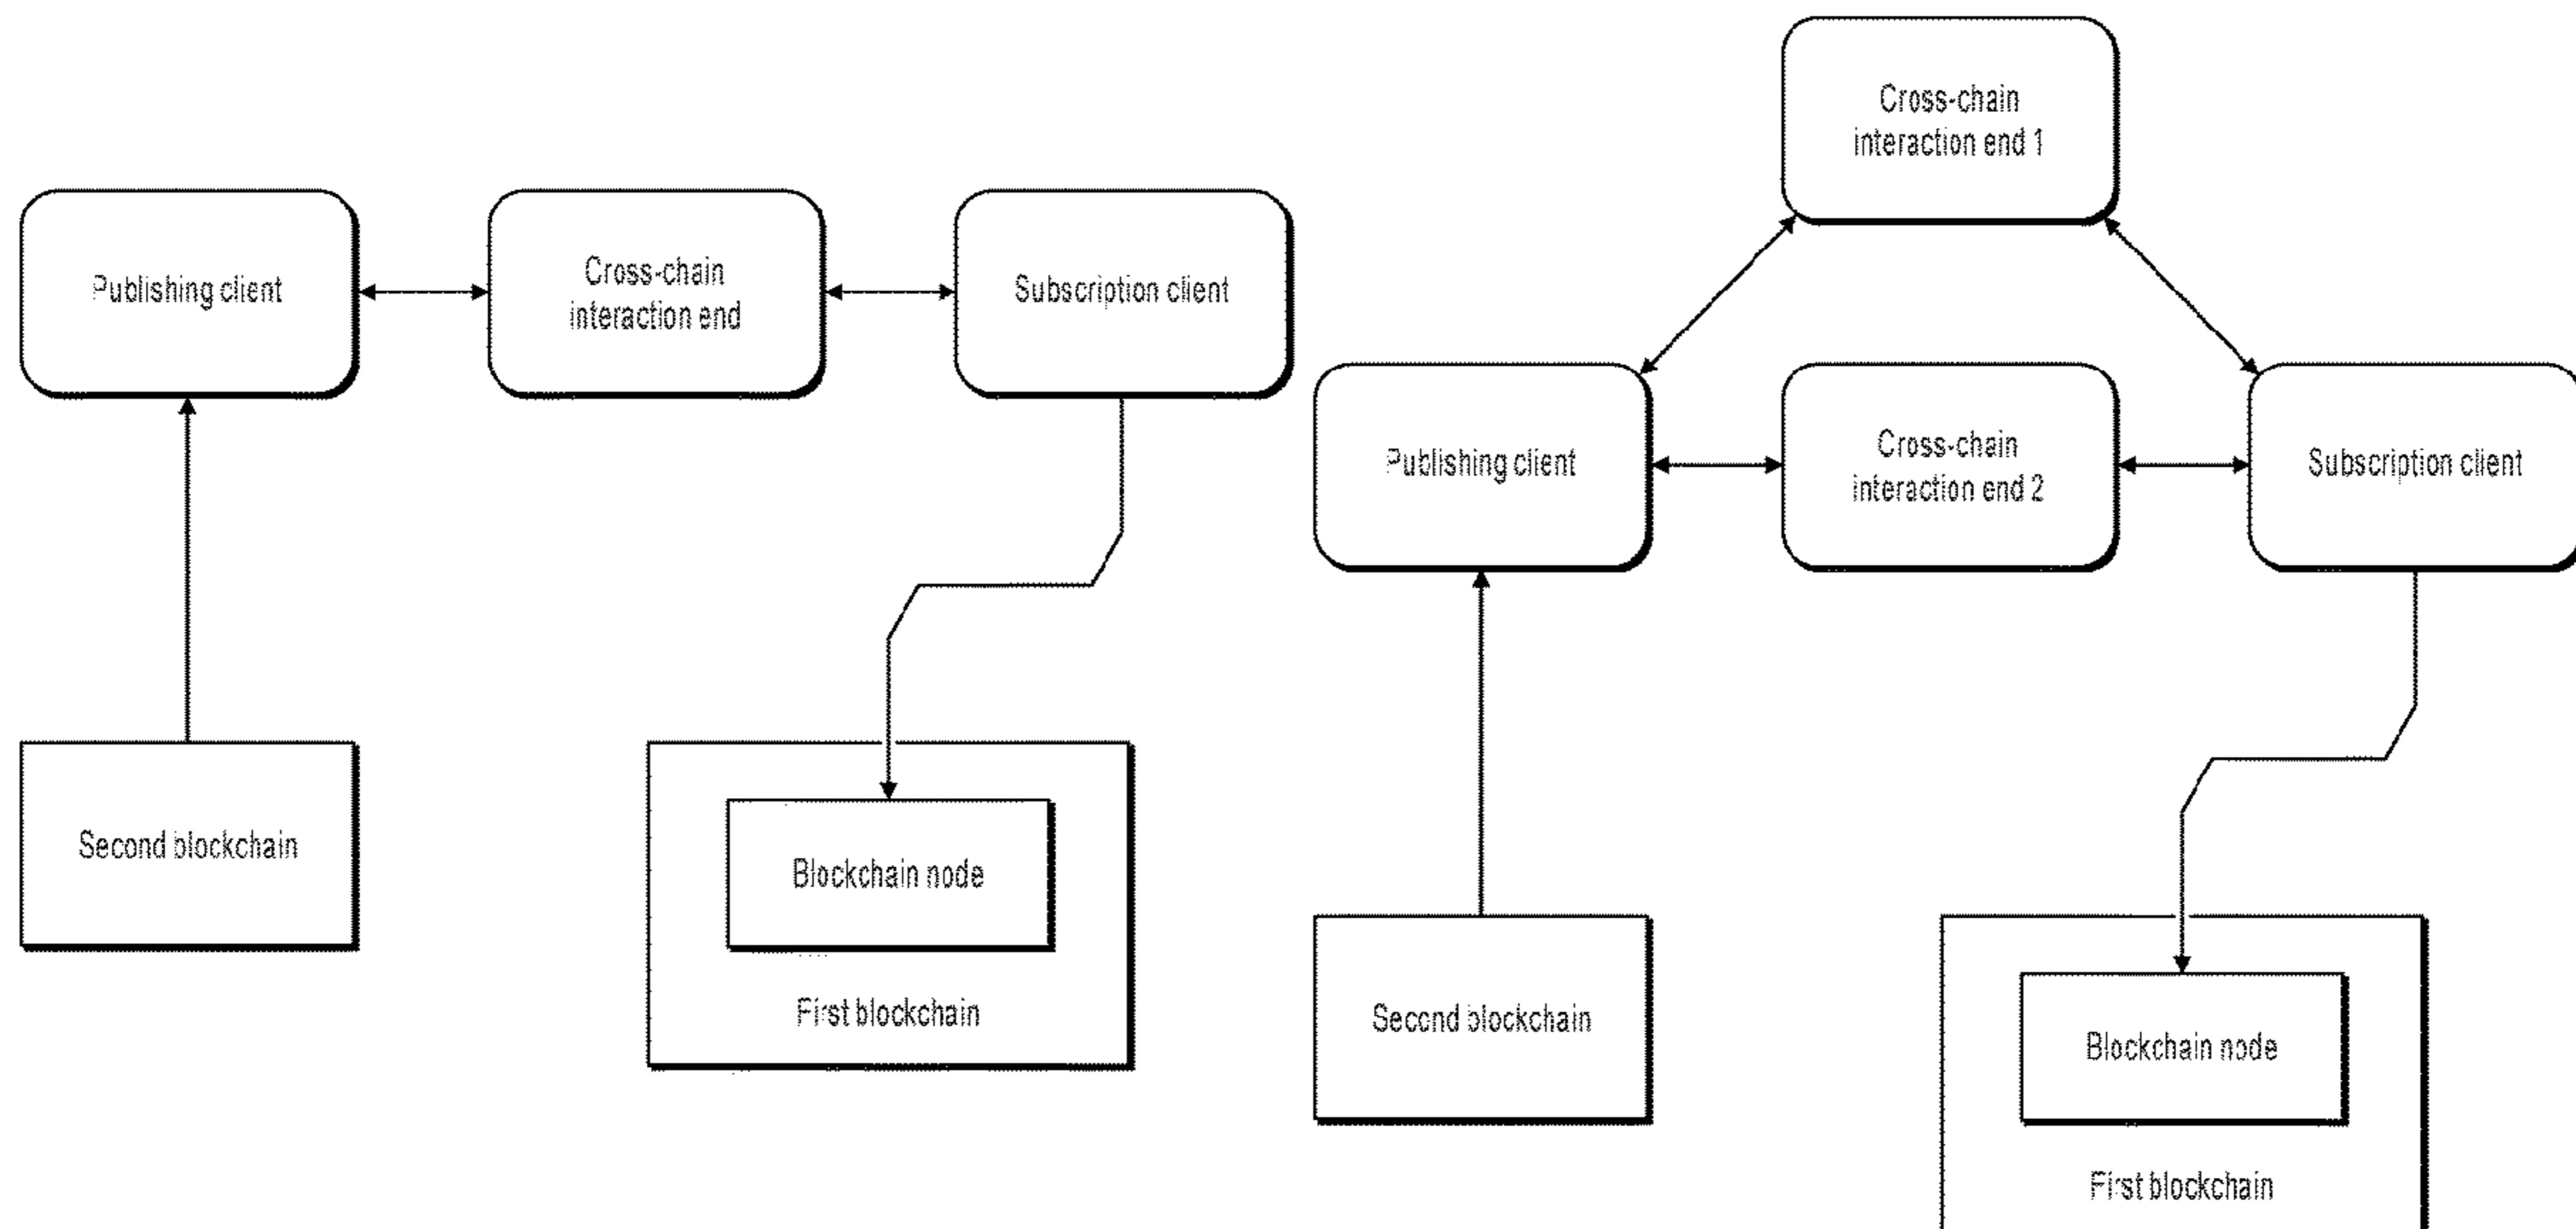 Publishing client
Cross-chain
interaction end
Subscription client
Second blockchain
Blockchain node
First blockchain
Cross-chain
interaction end 1
Publishing client
Cross-chain
interaction end 2
Subscription client
Second blockchain
Blockchain node
First blockchain